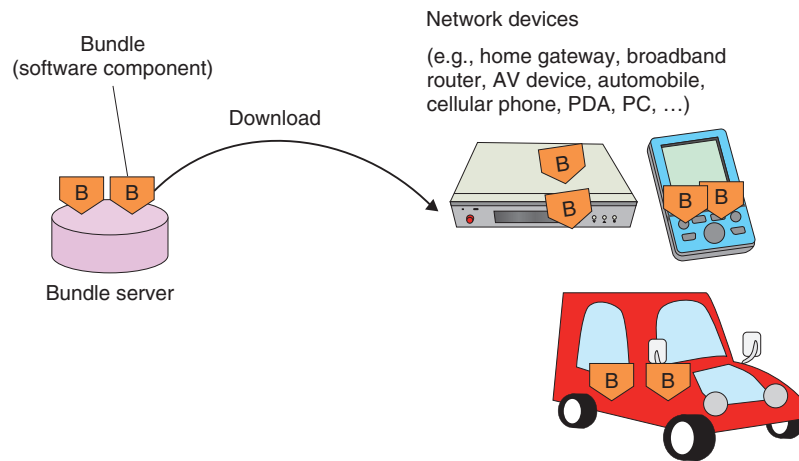 Bundle
(software component)
Network devices
(e.g., home gateway, broadband
router, AV device, automobile,
cellular phone, PDA, PC, …)
Download
B
B
B
B
B
B
Bundle server
B
B